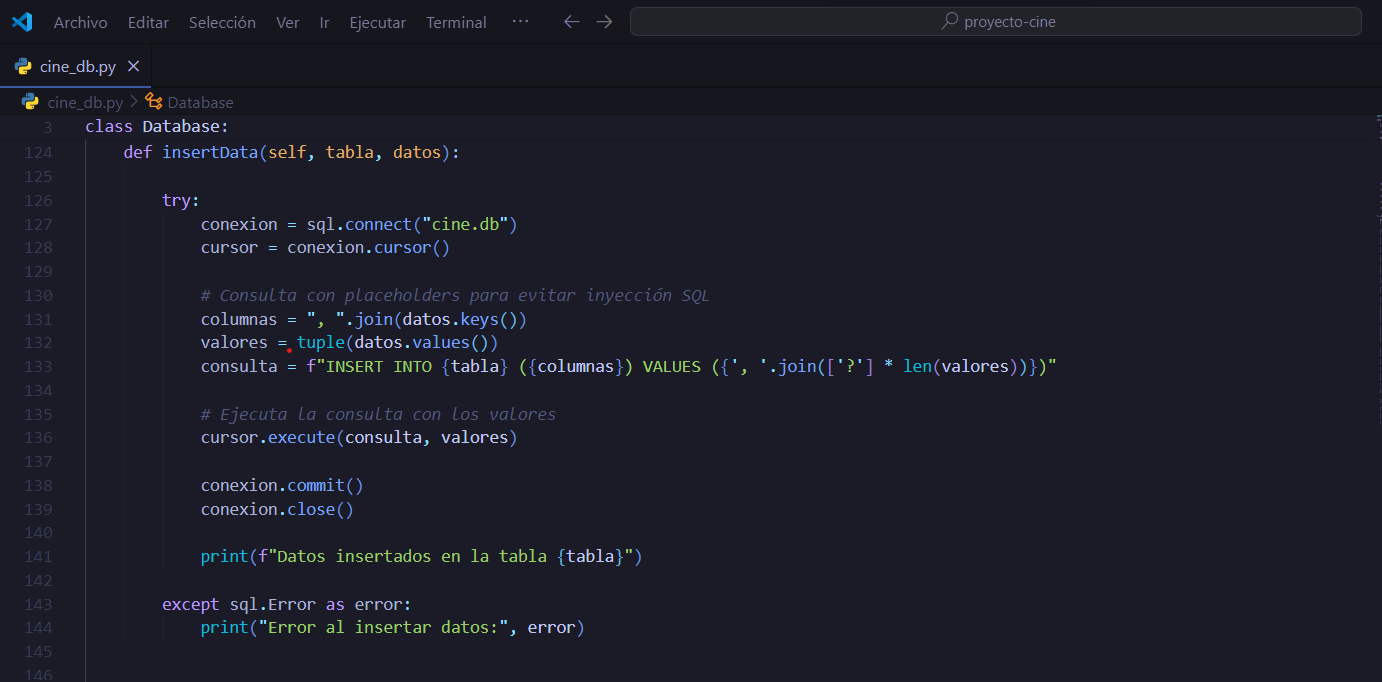 Archivo Editar Selección Ver Ir Ejecutar Terminal ··· proyecto-cine
cine_db.py
cine_db.py > Database
3 class Database:
124 def insertData(self, tabla, datos):
125
126 try:
127 conexion = sql.connect("cine.db")
128 cursor = conexion.cursor()
129
130 # Consulta con placeholders para evitar inyección SQL
131 columnas = ", ".join(datos.keys())
132 valores = tuple(datos.values())
133 consulta = f"INSERT INTO {tabla} ({columnas}) VALUES ({', '.join(['?'] * len(valores))})"
134
135 # Ejecuta la consulta con los valores
136 cursor.execute(consulta, valores)
137
138 conexion.commit()
139 conexion.close()
140
141 print(f"Datos insertados en la tabla {tabla}")
142
143 except sql.Error as error:
144 print("Error al insertar datos:", error)
145
146